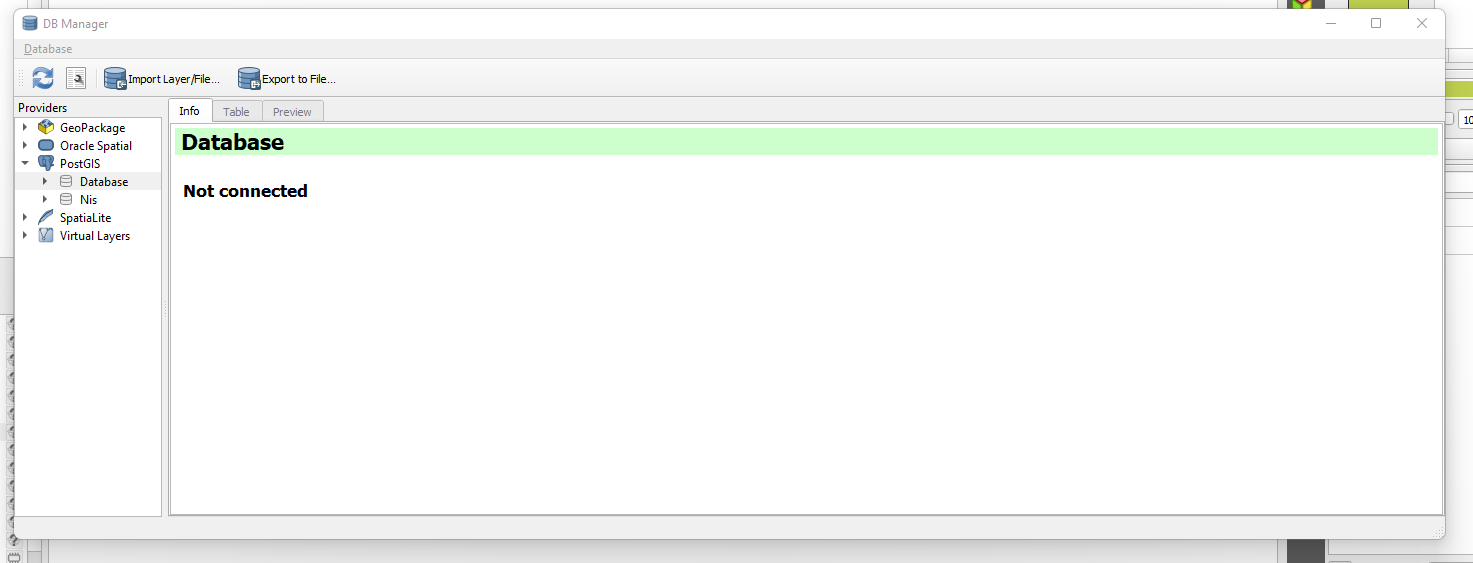 DB Manager
Database
Import Layer/File...
Export to File...
Providers
Info
Table
Preview
GeoPackage
Oracle Spatial
PostGIS
Database
Nis
SpatiaLite
Virtual Layers
Database
Not connected
10